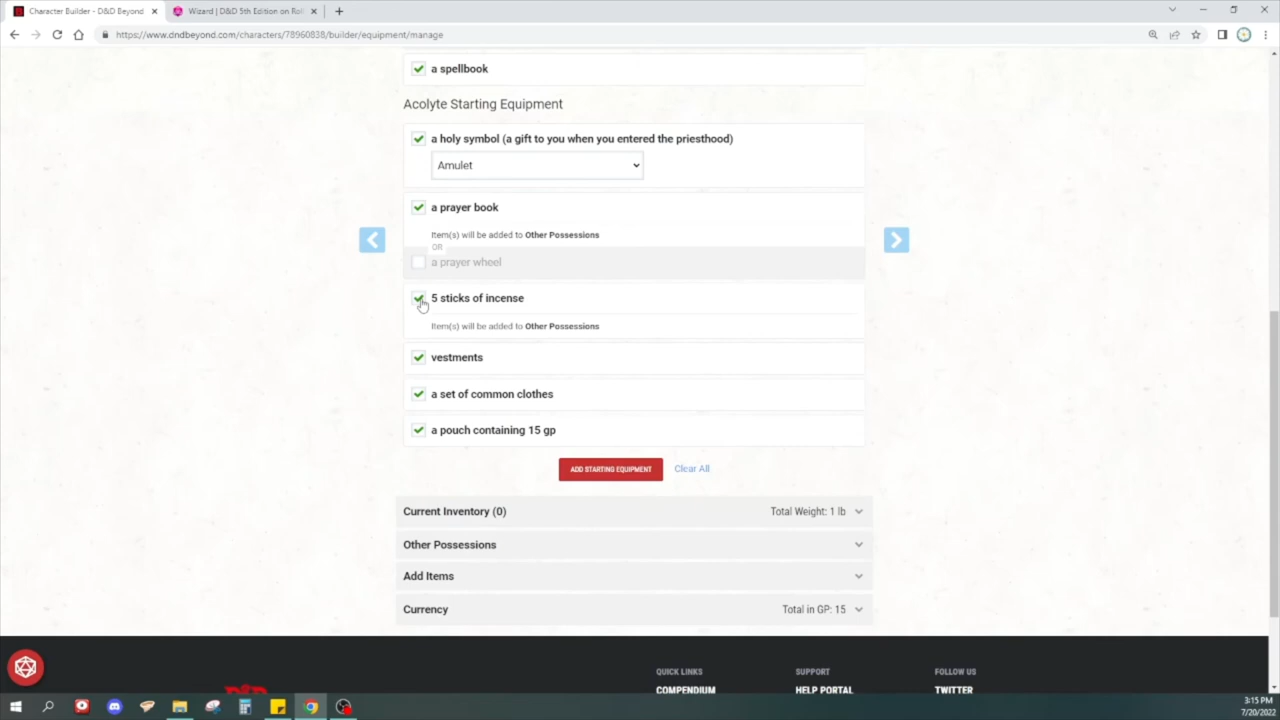 Character Builder - D&D Beyond
Wizard | D&D 5th Edition on Rol
https://www.dndbeyond.com/characters/78960838/builder/equipment/manage
a spellbook
Acolyte Starting Equipment
a holy symbol (a gift to you when you entered the priesthood)
Amulet
a prayer book
Item(s) will be added to Other Possessions
OR
a prayer wheel
5 sticks of incense
Item(s) will be added to Other Possessions
vestments
a set of common clothes
a pouch containing 15 gp
ADD STARTING EQUIPMENT Clear All
Current Inventory (0) Total Weight: 1 lb
Other Possessions
Add Items
Currency Total in GP: 15
QUICK LINKS SUPPORT FOLLOW US
COMPENDIUM HELP PORTAL TWITTER
3:15 PM
7/20/2022